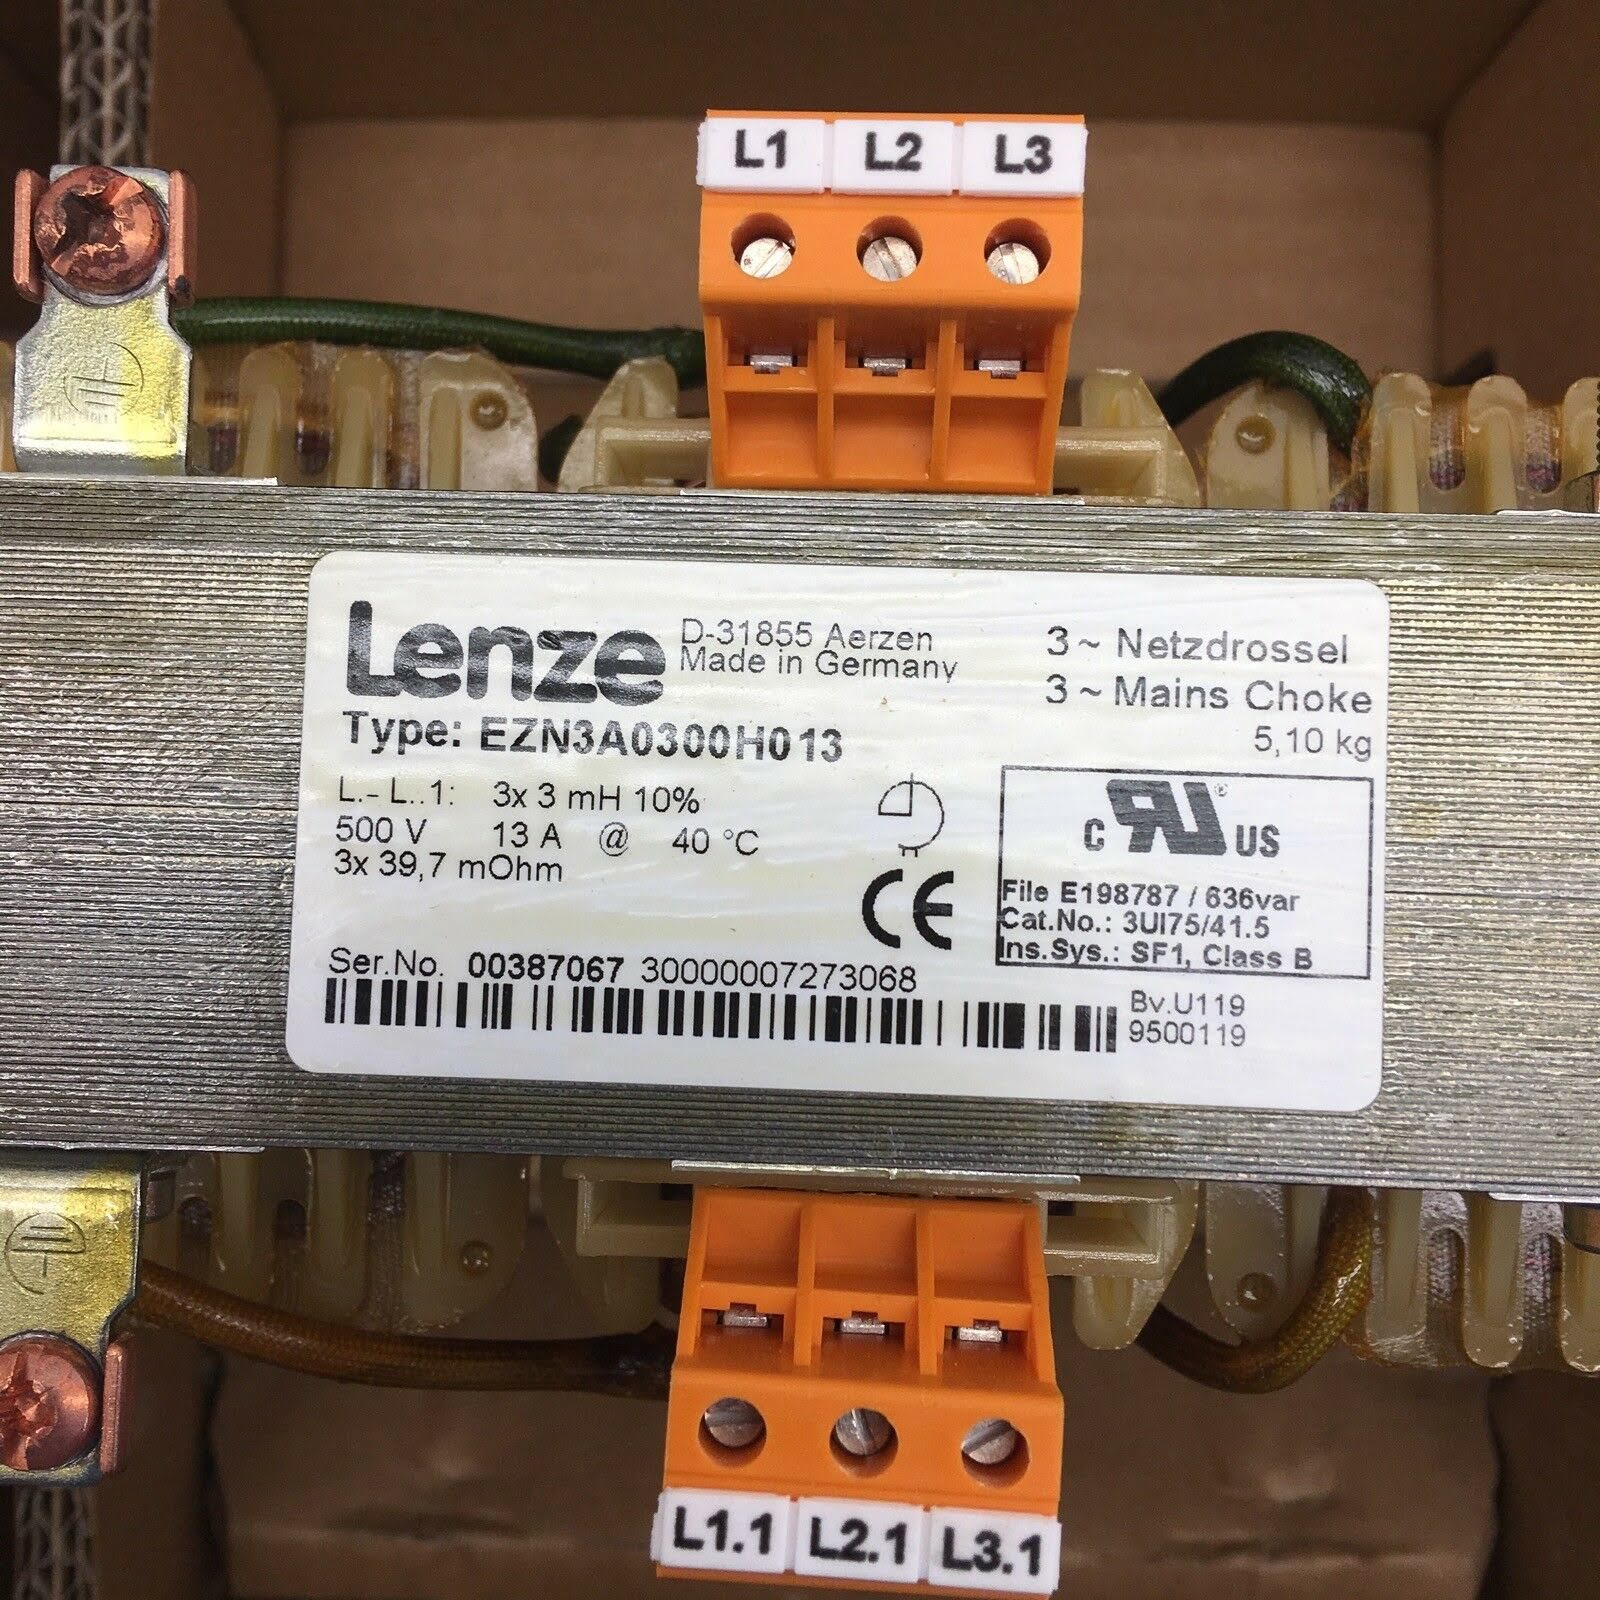 L1 L2 L3
Lenze
D-31855 Aerzen
Made in Germany
3 ~ Netzdrossel
3 ~ Mains Choke
5,10 kg
Type: EZN3A0300H013
L.- L..1: 3x 3 mH 10%
500 V 13 A @ 40 °C
3x 39,7 mOhm
CE
c RU ® US
File E198787 / 636var
Cat.No.: 3UI75/41.5
Ins.Sys.: SF1, Class B
Ser.No. 00387067 30000007273068
Bv.U119
9500119
L1.1 L2.1 L3.1